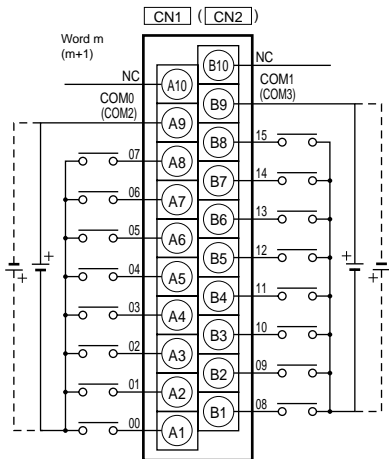 CN1 ( CN2 )
Word m
(m+1)
NC
A10
B10
NC
COM0
(COM2)
A9
B9
COM1
(COM3)
07
A8
B8
15
06
A7
B7
14
05
A6
B6
13
04
A5
B5
12
03
A4
B4
11
02
A3
B3
10
01
A2
B2
09
00
A1
B1
08
+
+
+
+